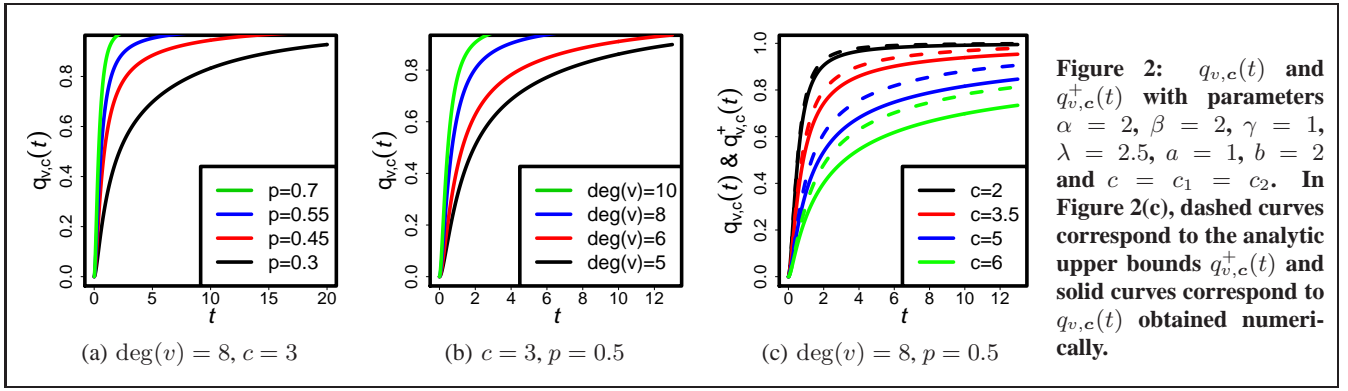 q_{v,c}(t)
0.0 0.2 0.4 0.6 0.8
p=0.7
p=0.55
p=0.45
p=0.3
0 5 10 15 20
t
(a) deg(v) = 8, c = 3
q_{v,c}(t)
0.0 0.2 0.4 0.6 0.8
deg(v)=10
deg(v)=8
deg(v)=6
deg(v)=5
0 2 4 6 8 10 12
t
(b) c = 3, p = 0.5
q_{v,c}(t) & q^+_{v,c}(t)
0.0 0.2 0.4 0.6 0.8 1.0
c=2
c=3.5
c=5
c=6
0 2 4 6 8 10 12
t
(c) deg(v) = 8, p = 0.5
Figure 2: q_{v,c}(t) and
q^+_{v,c}(t) with parameters
α = 2, β = 2, γ = 1,
λ = 2.5, a = 1, b = 2
and c = c_1 = c_2. In
Figure 2(c), dashed curves
correspond to the analytic
upper bounds q^+_{v,c}(t) and
solid curves correspond to
q_{v,c}(t) obtained numeri-
cally.